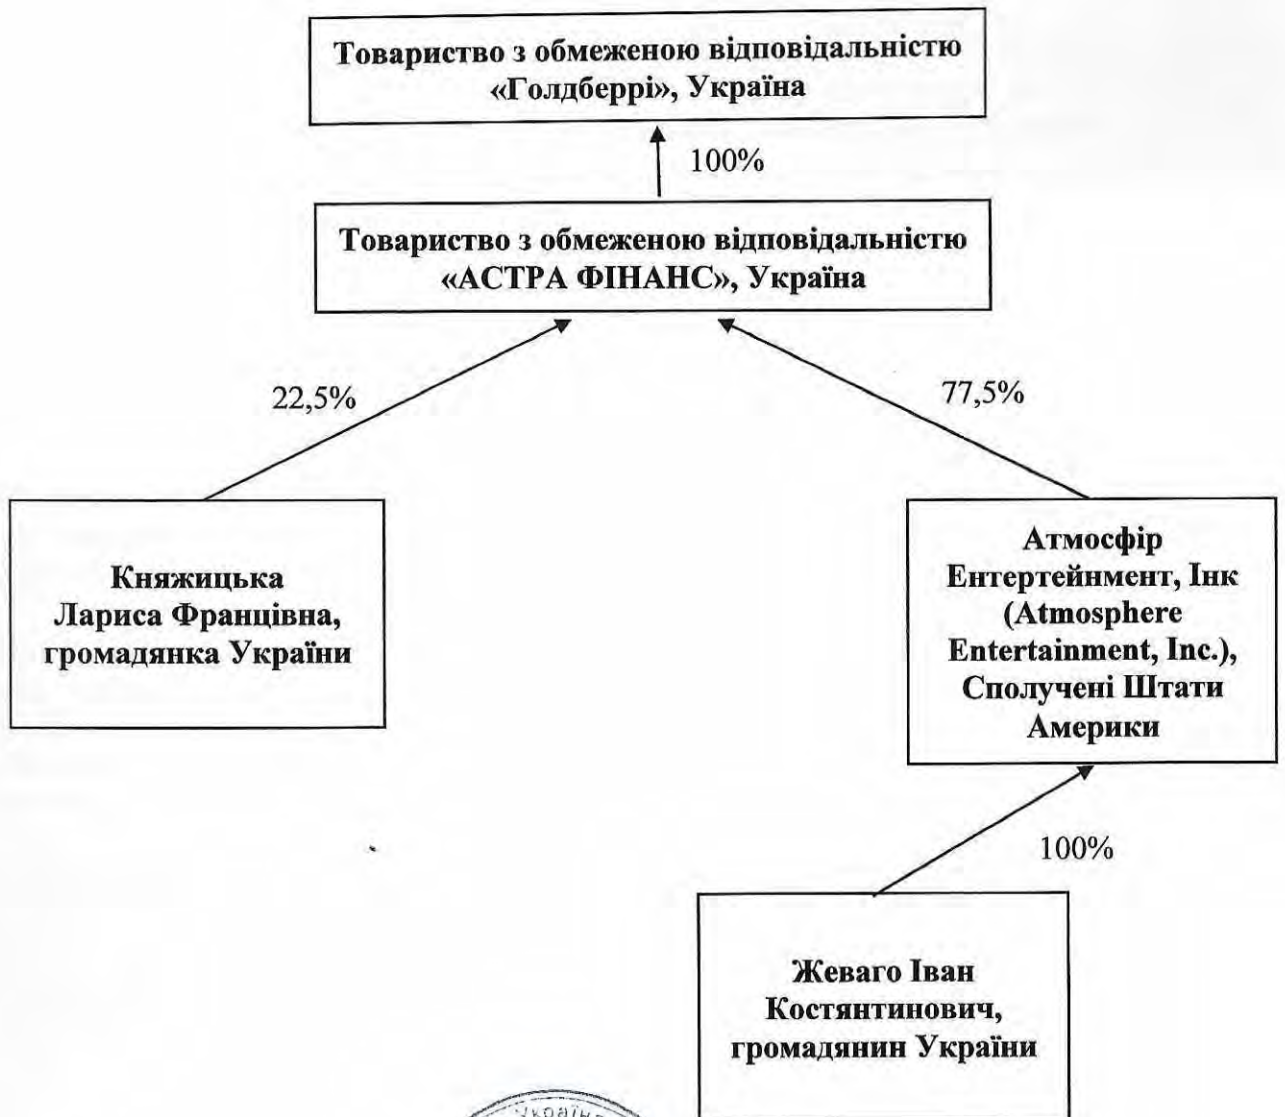 Товариство з обмеженою відповідальністю
«Голдберрі», Україна
100%
Товариство з обмеженою відповідальністю
«АСТРА ФІНАНС», Україна
22,5%
77,5%
Княжицька
Лариса Францівна,
громадянка України
Атмосфір
Ентертейнмент, Інк
(Atmosphere
Entertainment, Inc.),
Сполучені Штати
Америки
100%
Жеваго Іван
Костянтинович,
громадянин України